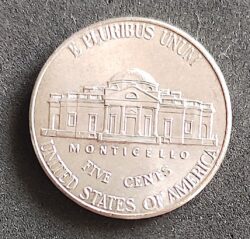 E PLURIBUS UNUM
MONTICELLO
FIVE CENTS
UNITED STATES OF AMERICA